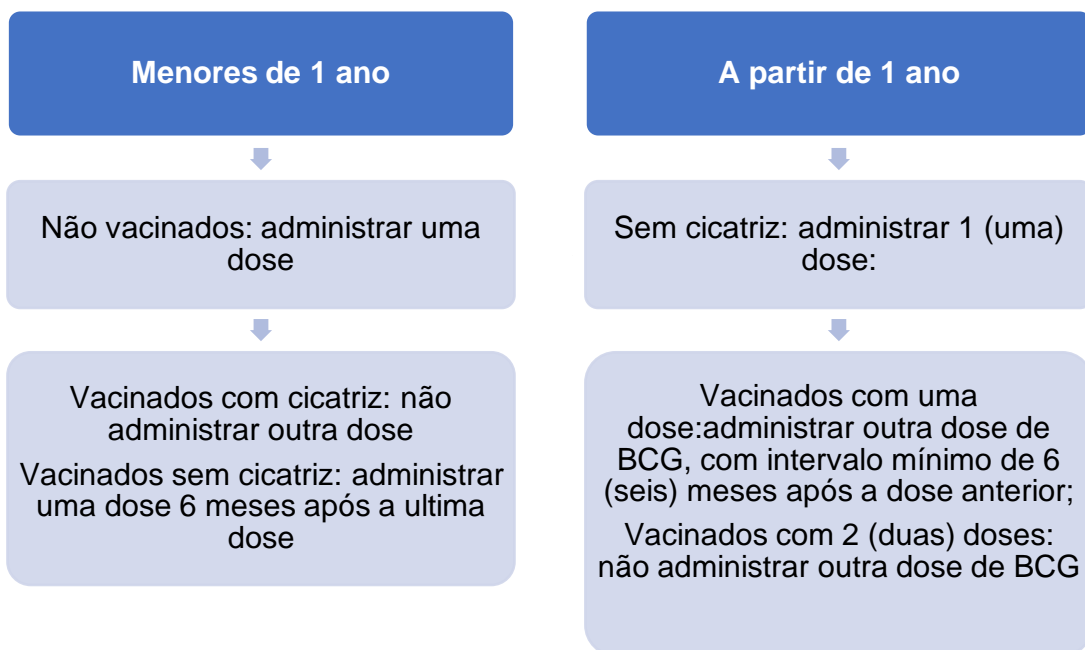 Menores de 1 ano
Não vacinados: administrar uma
dose
Vacinados com cicatriz: não
administrar outra dose
Vacinados sem cicatriz: administrar
uma dose 6 meses após a ultima
dose
A partir de 1 ano
Sem cicatriz: administrar 1 (uma)
dose:
Vacinados com uma
dose:administrar outra dose de
BCG, com intervalo mínimo de 6
(seis) meses após a dose anterior;
Vacinados com 2 (duas) doses:
não administrar outra dose de BCG